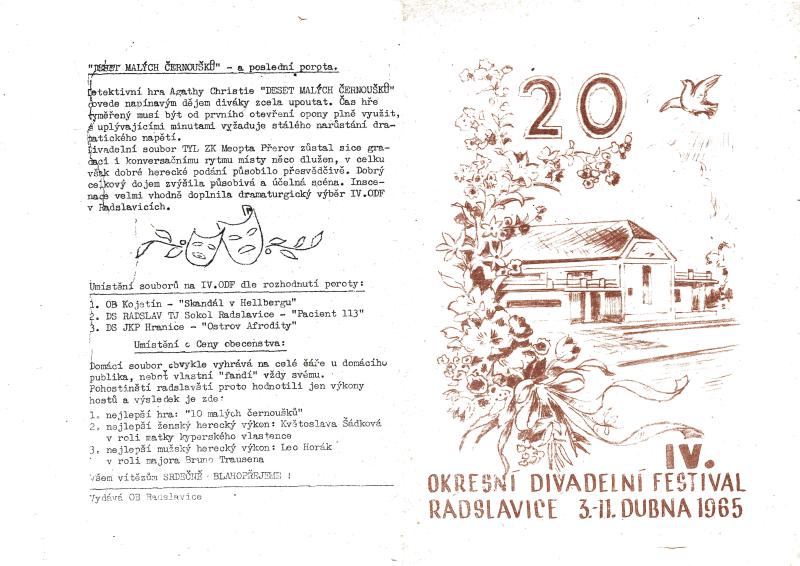 "DESET MALÝCH ČERNOUŠKŮ" - a poslední porota.
Detektivní hra Agathy Christie "DESET MALÝCH ČERNOUŠKŮ"
dovede napínavým dějem diváky zcela upoutat. Čas hře
vyměřený musí být od prvního otevření opony plně využit,
s uplývajícími minutami vyžaduje stálého narůstání dra-
matického napětí.
Divadelní soubor TYL ZK Meopta Přerov zůstal sice gra-
daci i konversačnímu rytmu místy něco dlužen, v celku
však dobré herecké podání působilo přesvědčivě. Dobrý
celkový dojem zvýšila působivá a účelná scéna. Insce-
nace velmi vhodně doplnila dramaturgický výběr IV.ODF
v Radslavicích.
Umístění souborů na IV.ODF dle rozhodnutí poroty:
1. OB Kojetín - "Skandál v Hellbergu"
2. DS RADSLAV TJ Sokol Radslavice - "Pacient 113"
3. DS JKP Hranice - "Ostrov Afrodity"
Umístění o Ceny obecenstva:
Domácí soubor obvykle vyhrává na celé čáře u domácího
publika, neboť vlastní "fandí" vždy svému.
Pohostinští radslavští proto hodnotili jen výkony
hostů a výsledek je zde:
1. nejlepší hra: "10 malých černoušků"
2. nejlepší ženský herecký výkon: Květoslava Šádková
v roli matky kyperského vlastence
3. nejlepší mužský herecký výkon: Leo Horák
v roli majora Bruno Trausena
Všem vítězům SRDEČNĚ BLAHOPŘEJEME !
Vydává OB Radslavice
20
IV.
OKRESNÍ DIVADELNÍ FESTIVAL
RADSLAVICE 3.-11. DUBNA 1965